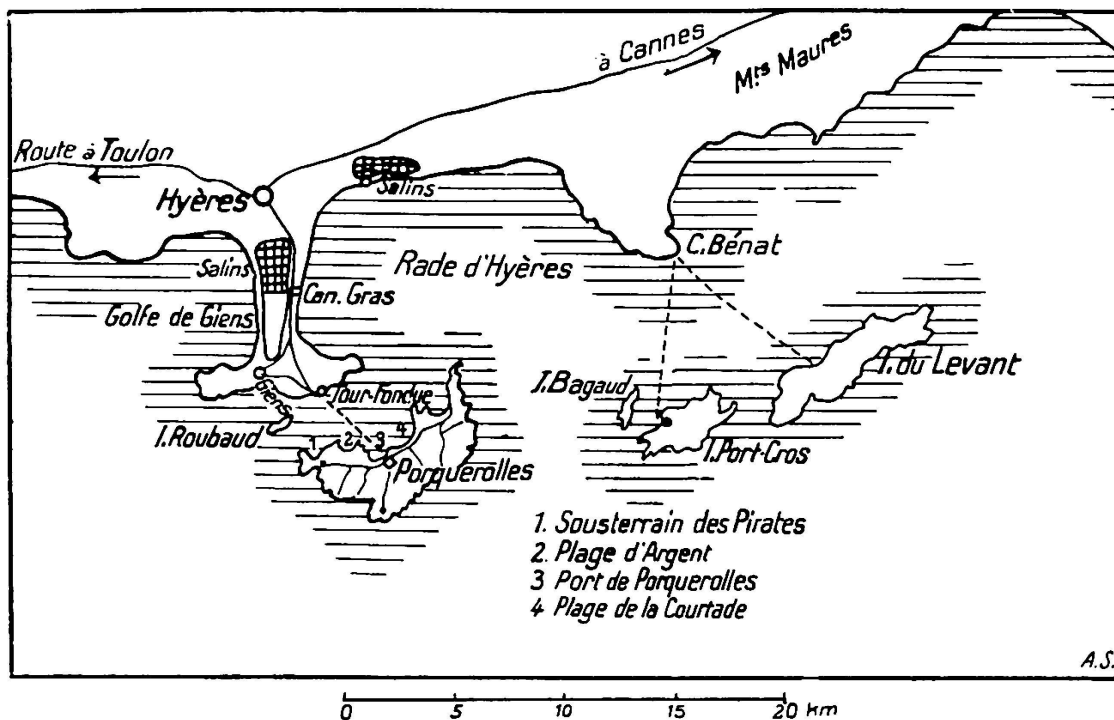 à Cannes
Mts Maures
Route à Toulon
Hyères
Salins
C. Bénat
Rade d'Hyères
Salins
Can. Gras
Golfe de Giens
I. du Levant
Giens
Tour-Fondue
I. Bagaud
I. Roubaud
1 2 3 4
I. Port-Cros
Porquerolles
1. Sousterrain des Pirates
2. Plage d'Argent
3 Port de Porquerolles
4 Plage de la Courtade
A.S.
0 5 10 15 20 km